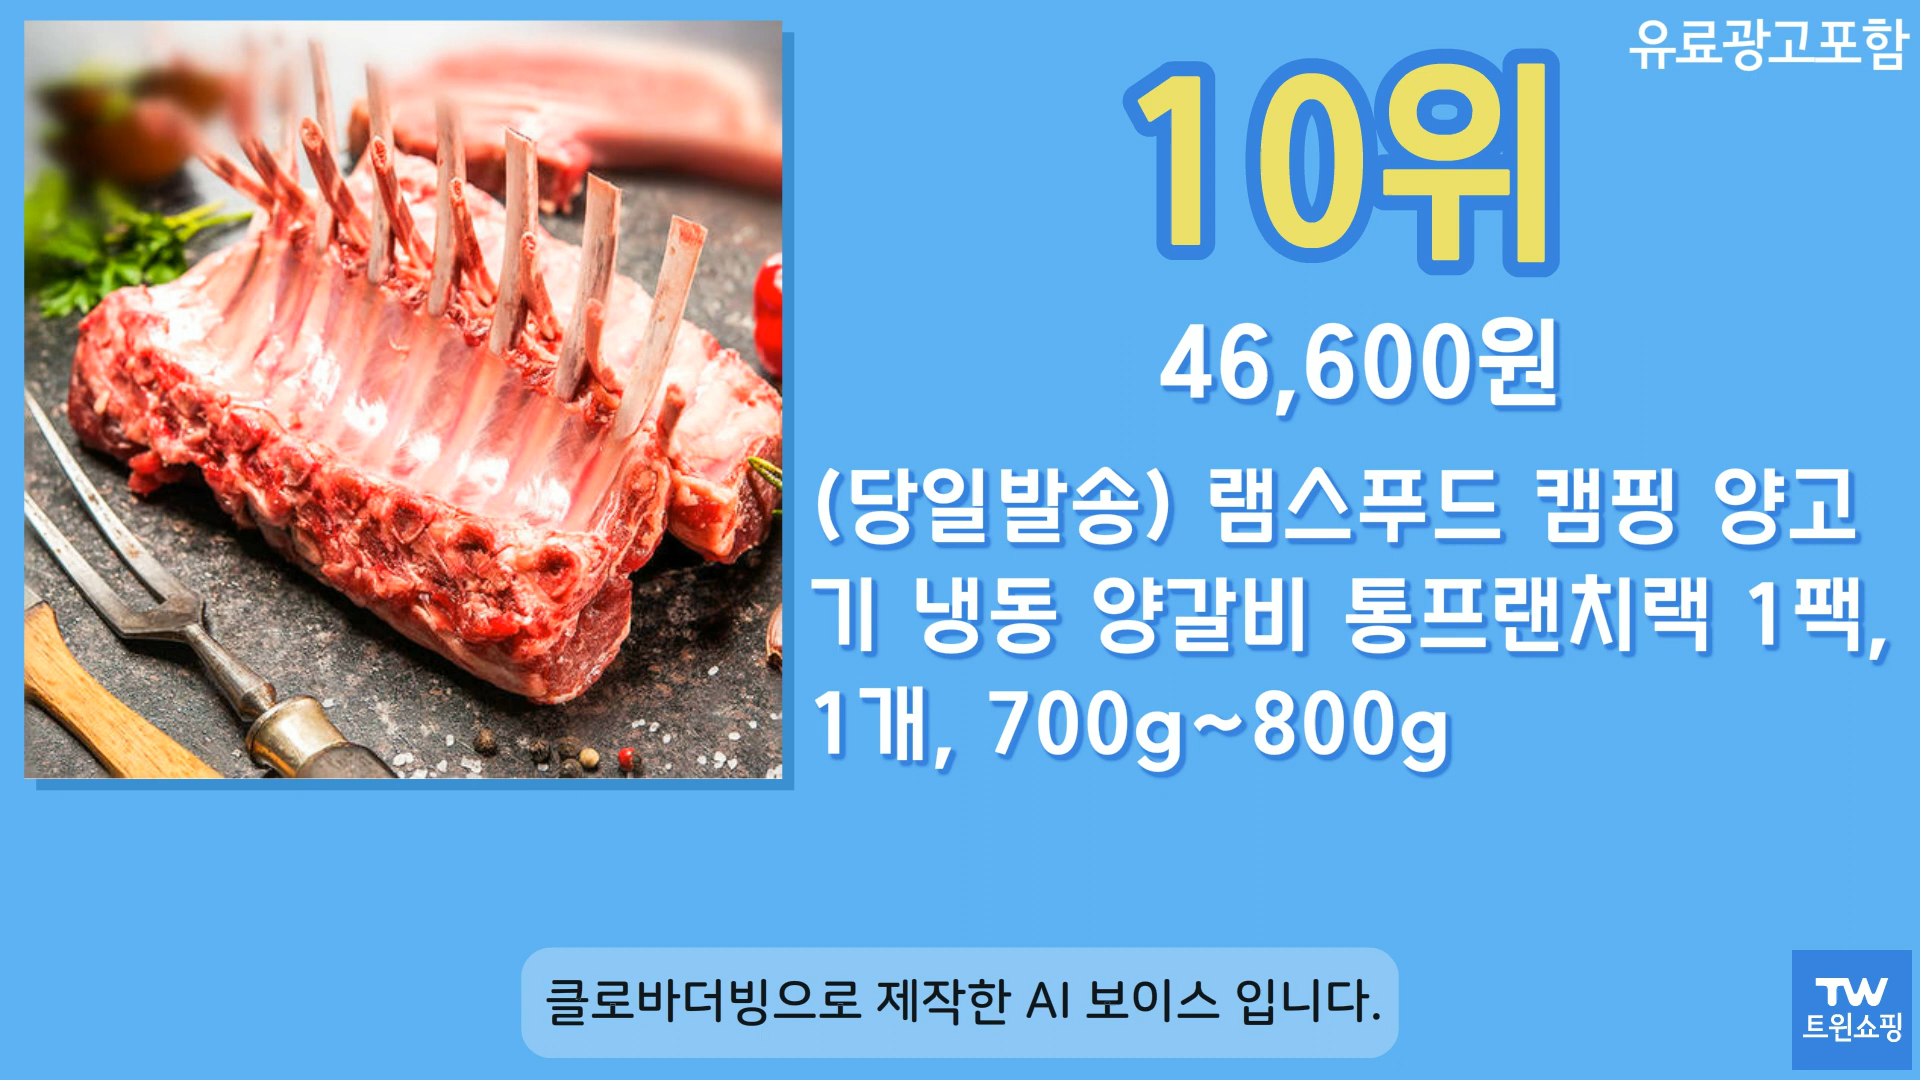 유료광고포함
10위
46,600원
(당일발송) 램스푸드 캠핑 양고
기 냉동 양갈비 통프랜치랙 1팩,
1개, 700g~800g
클로바더빙으로 제작한 AI 보이스 입니다.
TW
트윈쇼핑